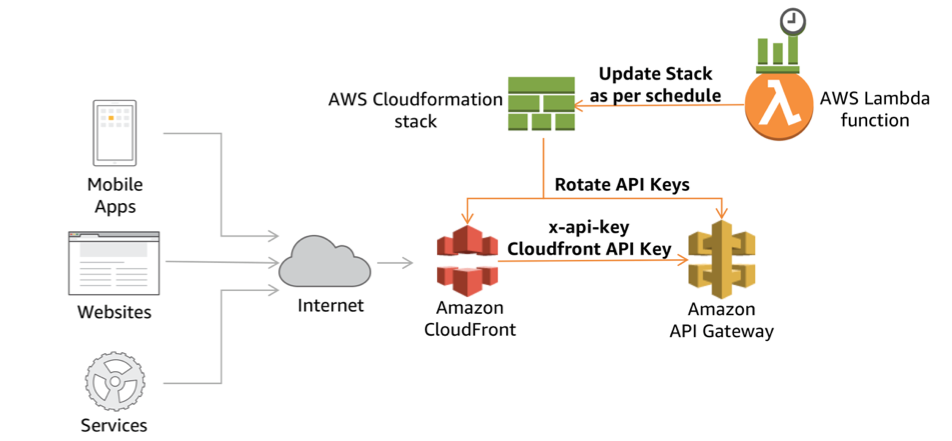 Update Stack
as per schedule
AWS Cloudformation
stack
AWS Lambda
function
Mobile
Apps
Rotate API Keys
x-api-key
Cloudfront API Key
Websites
Internet
Amazon
CloudFront
Amazon
API Gateway
Services